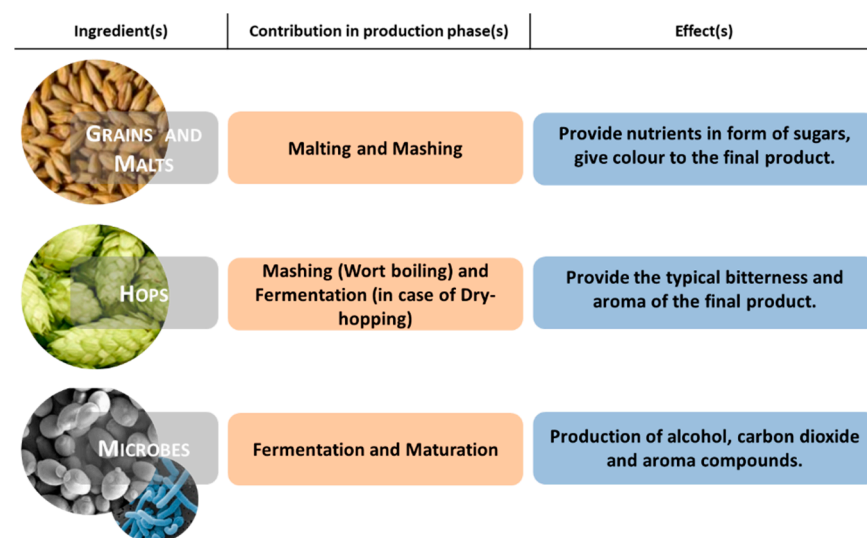 Ingredient(s)
Contribution in production phase(s)
Effect(s)
GRAINS AND
MALTS
Malting and Mashing
Provide nutrients in form of sugars,
give colour to the final product.
HOPS
Mashing (Wort boiling) and
Fermentation (in case of Dry-
hopping)
Provide the typical bitterness and
aroma of the final product.
MICROBES
Fermentation and Maturation
Production of alcohol, carbon dioxide
and aroma compounds.